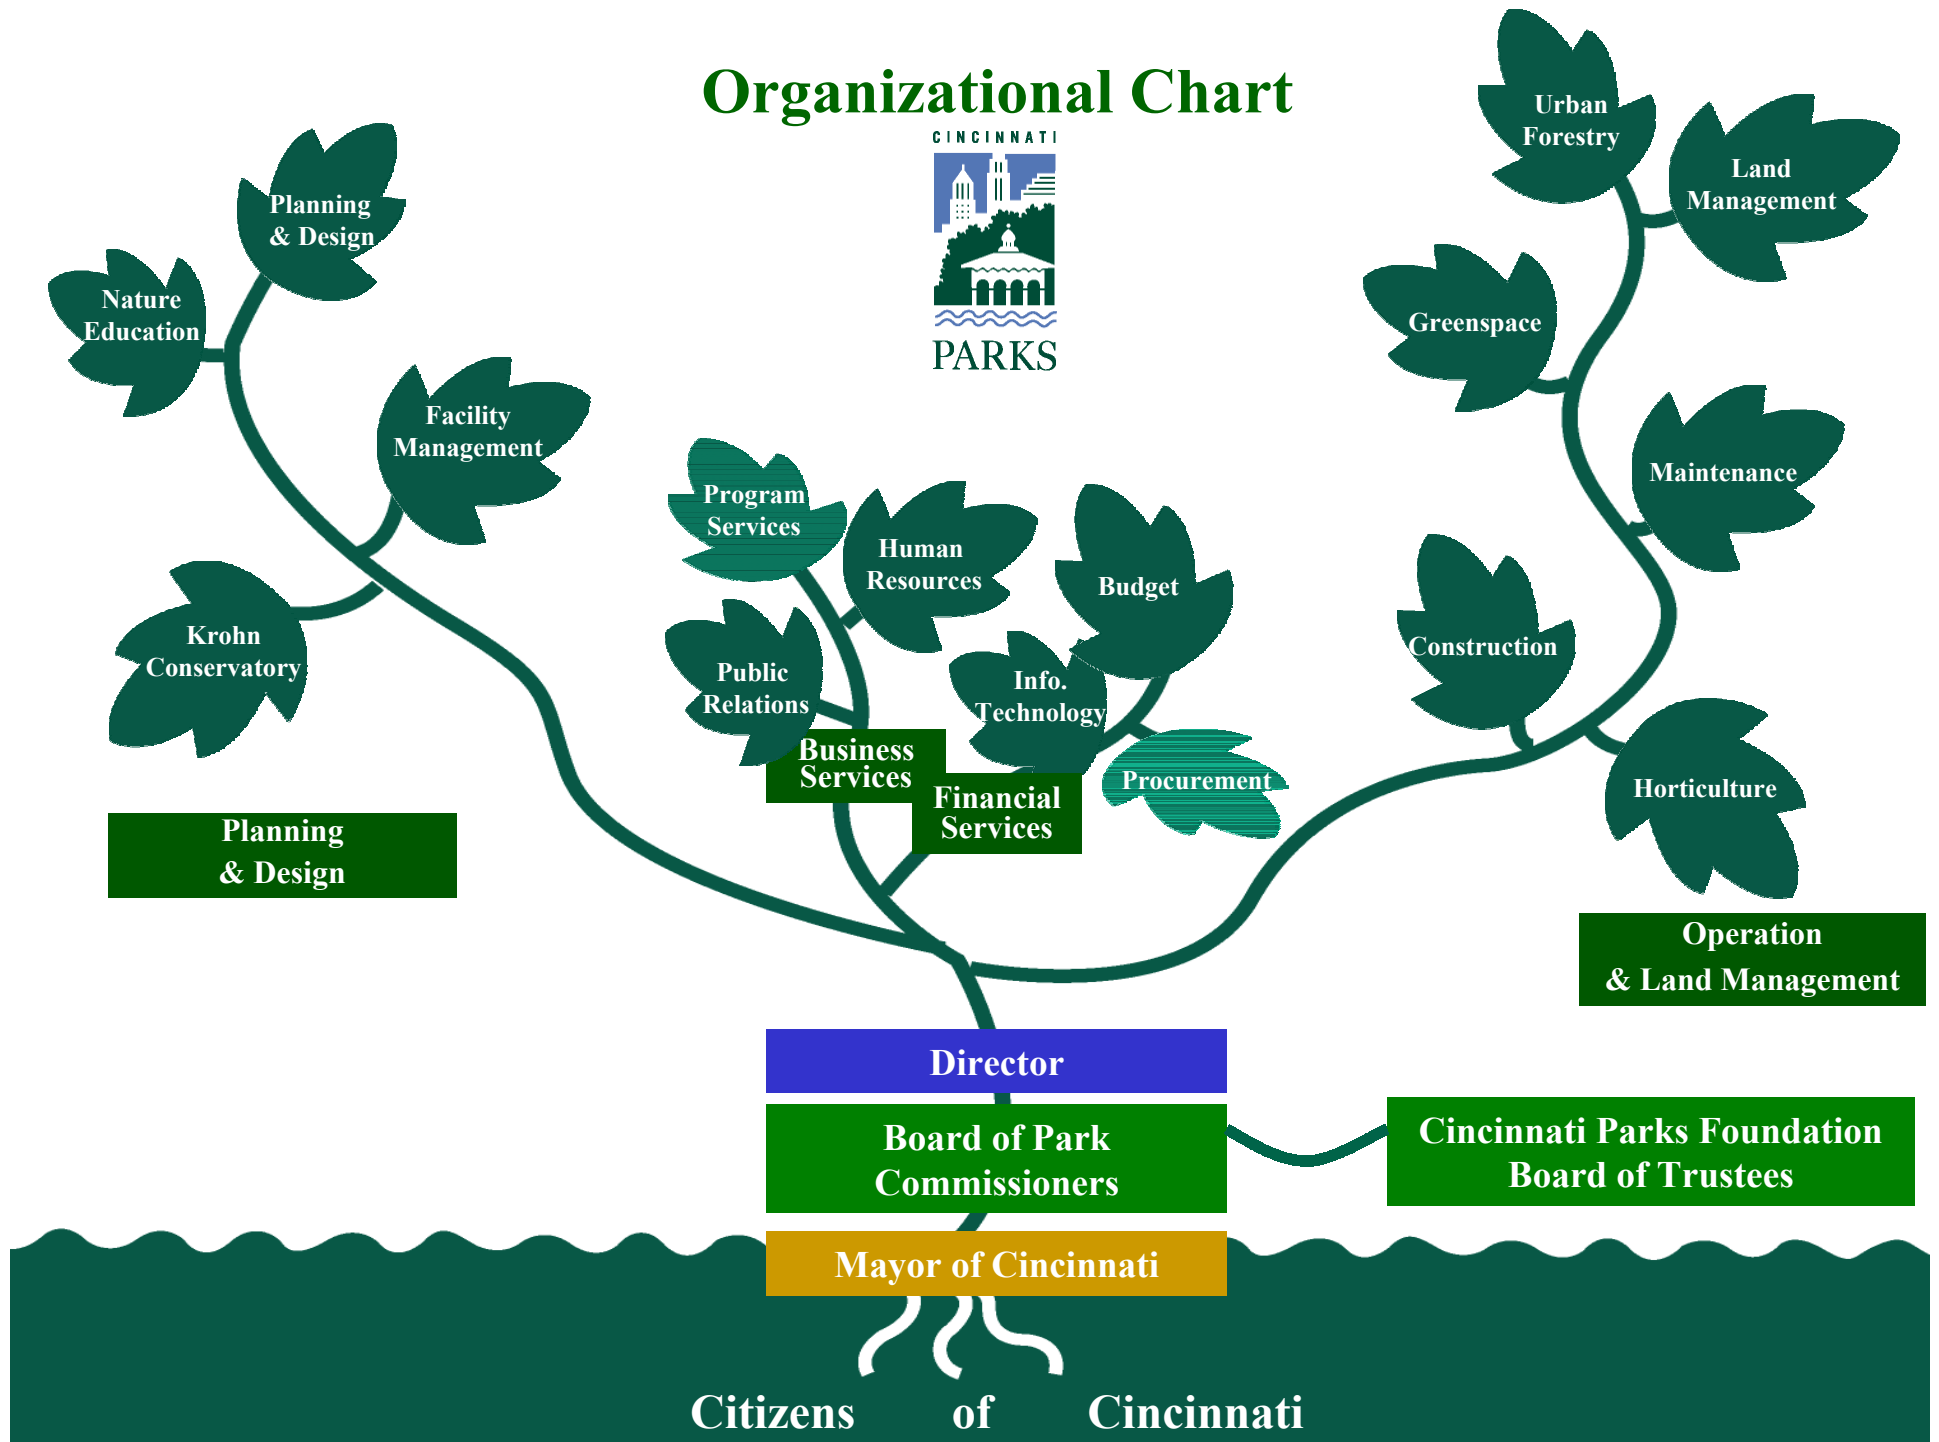 Organizational Chart
CINCINNATI
PARKS
Planning
& Design
Nature
Education
Facility
Management
Krohn
Conservatory
Planning
& Design
Program
Services
Human
Resources
Public
Relations
Business
Services
Budget
Info.
Technology
Procurement
Financial
Services
Urban
Forestry
Land
Management
Greenspace
Maintenance
Construction
Horticulture
Operation
& Land Management
Director
Board of Park
Commissioners
Cincinnati Parks Foundation
Board of Trustees
Mayor of Cincinnati
Citizens of Cincinnati